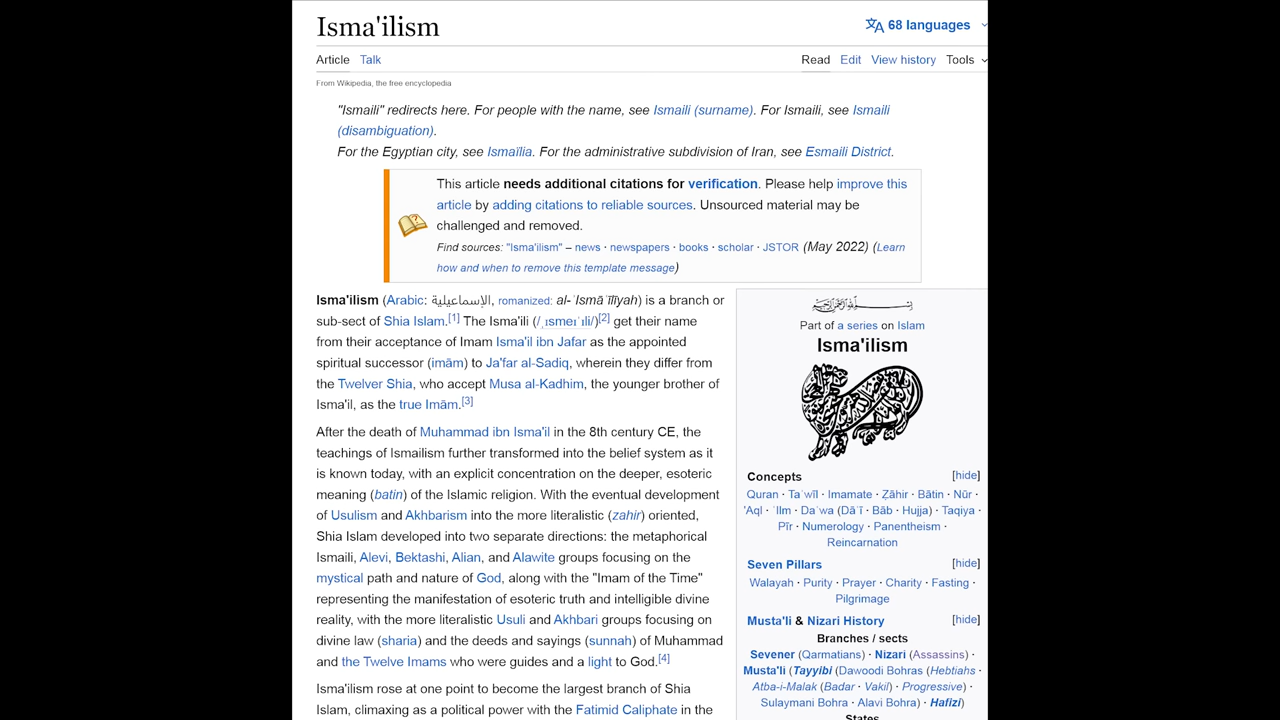 Isma'ilism
68 languages
Article Talk
Read Edit View history Tools
From Wikipedia, the free encyclopedia
"Ismaili" redirects here. For people with the name, see Ismaili (surname). For Ismaili, see Ismaili
(disambiguation).
For the Egyptian city, see Ismaïlia. For the administrative subdivision of Iran, see Esmaili District.
This article needs additional citations for verification. Please help improve this
article by adding citations to reliable sources. Unsourced material may be
challenged and removed.
Find sources: "Isma'ilism" – news · newspapers · books · scholar · JSTOR (May 2022) (Learn
how and when to remove this template message)
Isma'ilism (Arabic: الإسماعيلية, romanized: al-ʾIsmāʿīlīyah) is a branch or
sub-sect of Shia Islam.[1] The Isma'ili (/ˌɪsmeɪˈɪli/)[2] get their name
from their acceptance of Imam Isma'il ibn Jafar as the appointed
spiritual successor (imām) to Ja'far al-Sadiq, wherein they differ from
the Twelver Shia, who accept Musa al-Kadhim, the younger brother of
Isma'il, as the true Imām.[3]
After the death of Muhammad ibn Isma'il in the 8th century CE, the
teachings of Ismailism further transformed into the belief system as it
is known today, with an explicit concentration on the deeper, esoteric
meaning (batin) of the Islamic religion. With the eventual development
of Usulism and Akhbarism into the more literalistic (zahir) oriented,
Shia Islam developed into two separate directions: the metaphorical
Ismaili, Alevi, Bektashi, Alian, and Alawite groups focusing on the
mystical path and nature of God, along with the "Imam of the Time"
representing the manifestation of esoteric truth and intelligible divine
reality, with the more literalistic Usuli and Akhbari groups focusing on
divine law (sharia) and the deeds and sayings (sunnah) of Muhammad
and the Twelve Imams who were guides and a light to God.[4]
Isma'ilism rose at one point to become the largest branch of Shia
Islam, climaxing as a political power with the Fatimid Caliphate in the
Part of a series on Islam
Isma'ilism
Concepts [hide]
Quran · Taʾwīl · Imamate · Ẓāhir · Bātin · Nūr ·
'Aql · ʿIlm · Daʿwa (Dāʿī · Bāb · Hujja) · Taqiya ·
Pīr · Numerology · Panentheism ·
Reincarnation
Seven Pillars [hide]
Walayah · Purity · Prayer · Charity · Fasting ·
Pilgrimage
Musta'li & Nizari History [hide]
Branches / sects
Sevener (Qarmatians) · Nizari (Assassins) ·
Musta'li (Tayyibi (Dawoodi Bohras (Hebtiahs ·
Atba-i-Malak (Badar · Vakil) · Progressive) ·
Sulaymani Bohra · Alavi Bohra) · Hafizi)
States